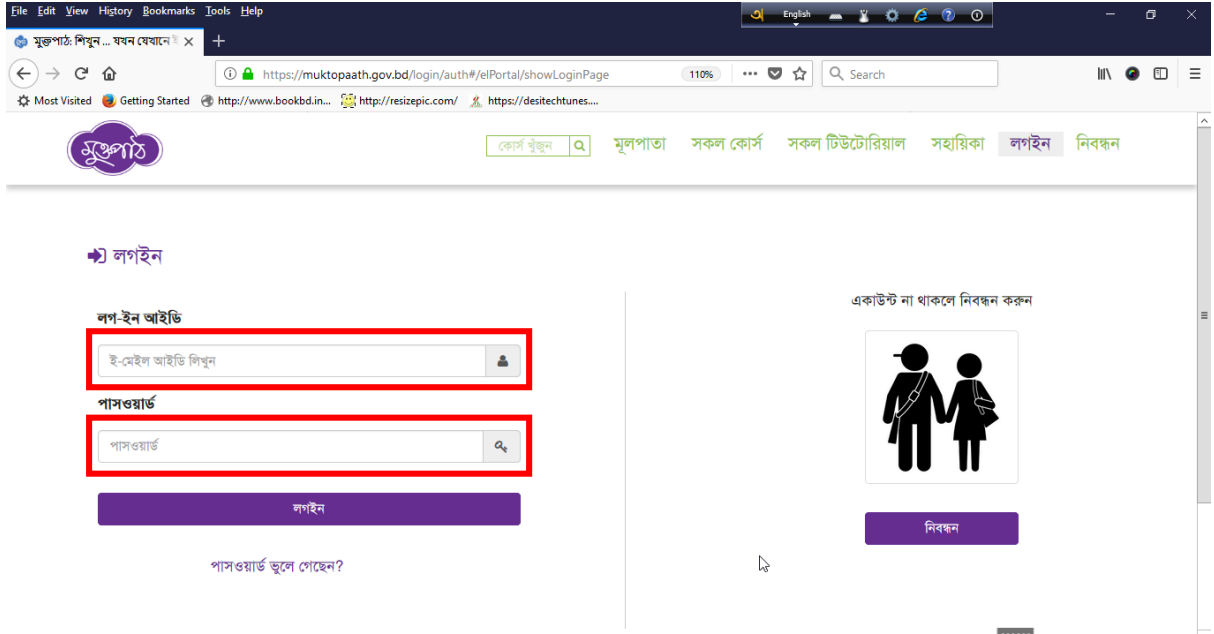 File Edit View History Bookmarks Tools Help
অ English
মুক্তপাঠ: শিখুন ... যখন যেখানে ই
https://muktopaath.gov.bd/login/auth#/elPortal/showLoginPage 110% Search
Most Visited Getting Started http://www.bookbd.in... http://resizepic.com/ https://desitechtunes....
মুক্তপাঠ
কোর্স খুঁজুন মূলপাতা সকল কোর্স সকল টিউটোরিয়াল সহায়িকা লগইন নিবন্ধন
লগইন
একাউন্ট না থাকলে নিবন্ধন করুন
লগ-ইন আইডি
ই-মেইল আইডি লিখুন
পাসওয়ার্ড
পাসওয়ার্ড
লগইন
নিবন্ধন
পাসওয়ার্ড ভুলে গেছেন?